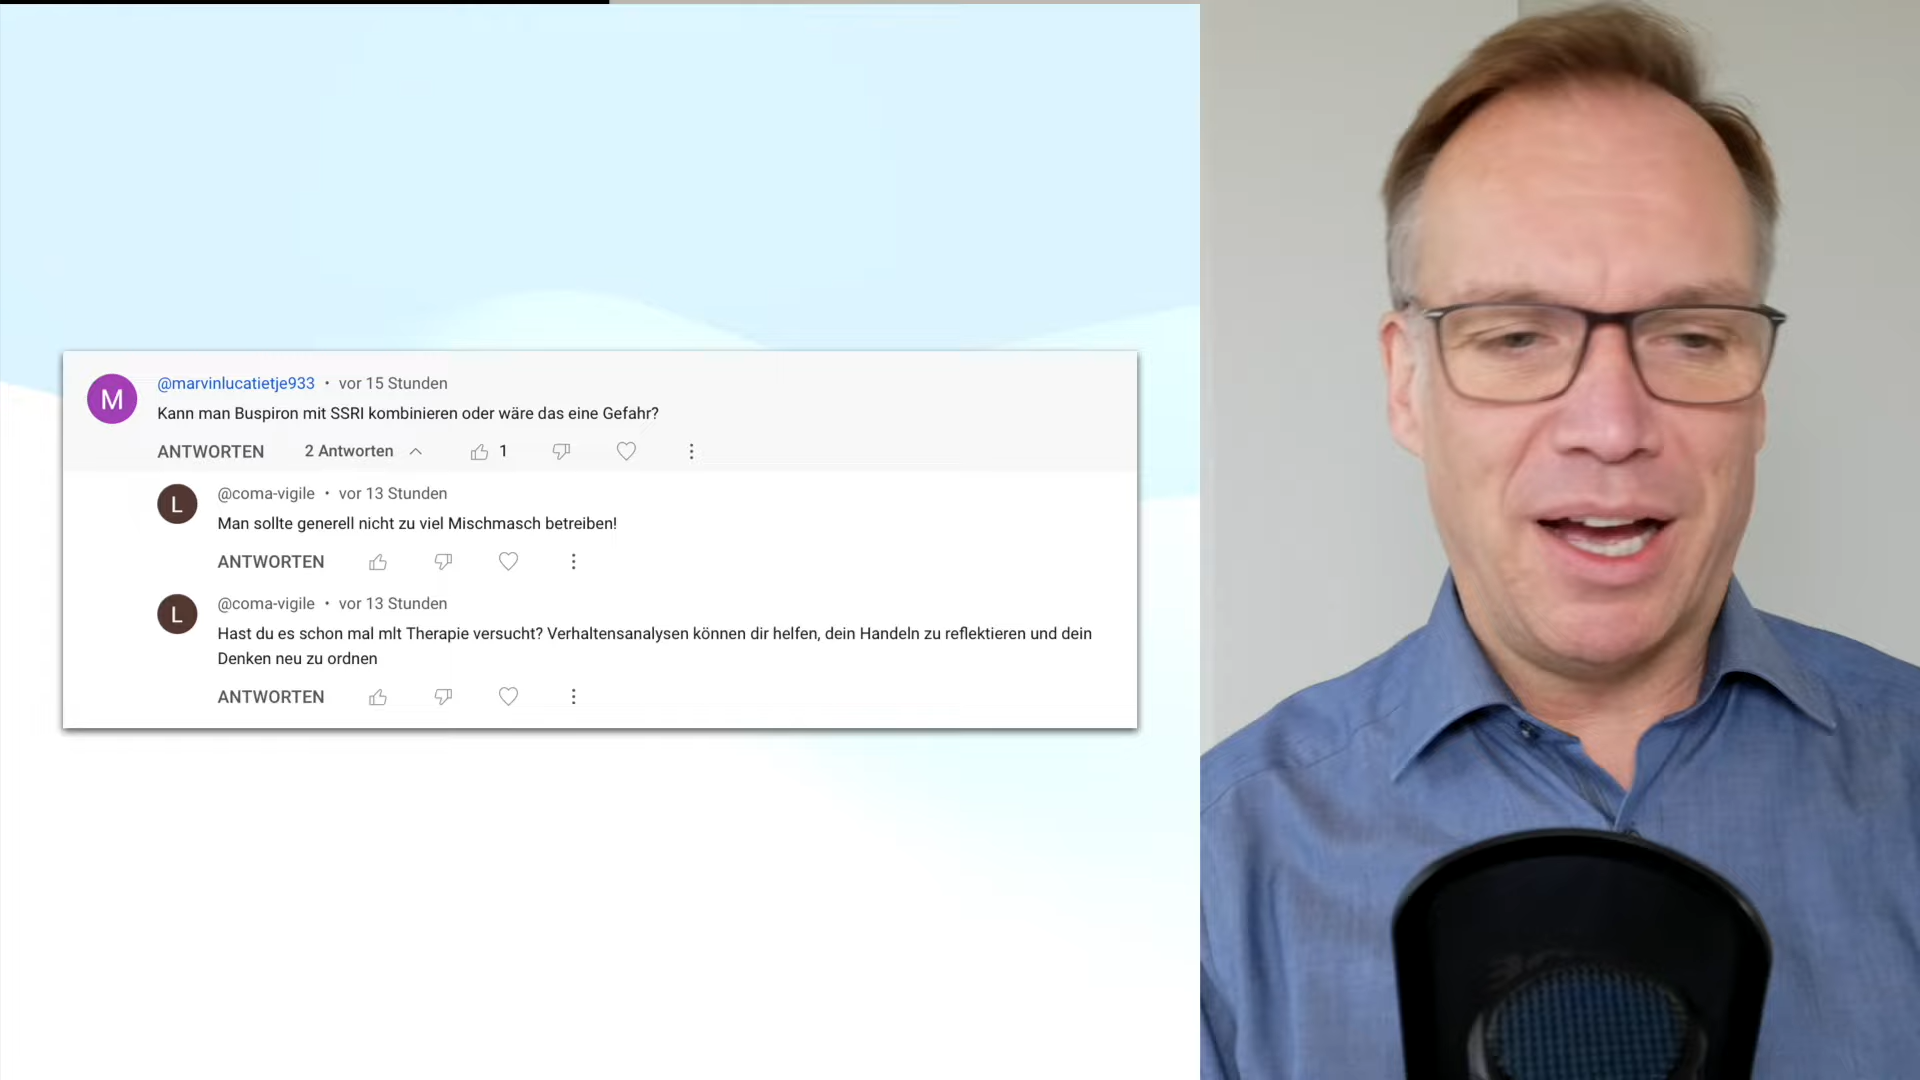 M
@marvinlucatietje933 • vor 15 Stunden
Kann man Buspiron mit SSRI kombinieren oder wäre das eine Gefahr?
ANTWORTEN 2 Antworten 1
L
@coma-vigile • vor 13 Stunden
Man sollte generell nicht zu viel Mischmasch betreiben!
ANTWORTEN
L
@coma-vigile • vor 13 Stunden
Hast du es schon mal mlt Therapie versucht? Verhaltensanalysen können dir helfen, dein Handeln zu reflektieren und dein
Denken neu zu ordnen
ANTWORTEN